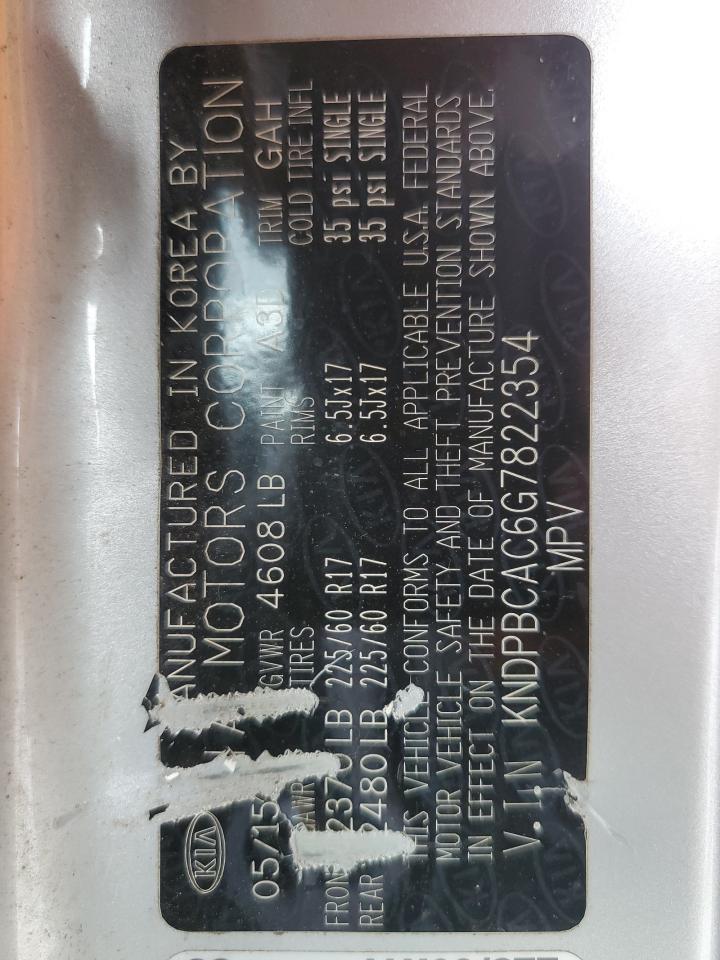 KIA
MANUFACTURED IN KOREA BY
KIA MOTORS CORPORATION
05/15 GVWR 4608 LB PAINT A3D TRIM GAH
GAWR TIRES RIMS COLD TIRE INFL
FRONT LB 225/60 R17 6.5Jx17 35 psi SINGLE
REAR 2480 LB 225/60 R17 6.5Jx17 35 psi SINGLE
THIS VEHICLE CONFORMS TO ALL APPLICABLE U.S.A. FEDERAL
MOTOR VEHICLE SAFETY AND THEFT PREVENTION STANDARDS
IN EFFECT ON THE DATE OF MANUFACTURE SHOWN ABOVE.
V.I.N KNDPBCAC6G7822354
MPV